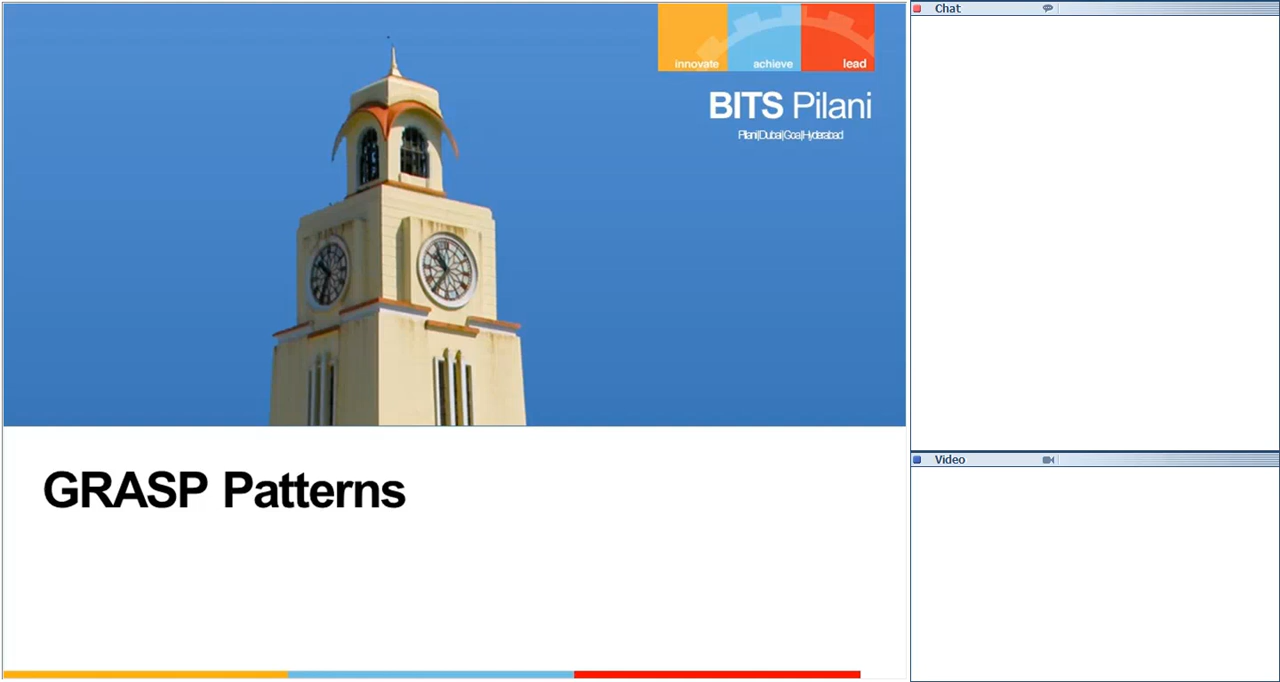 innovate achieve lead
BITS Pilani
Pilani|Dubai|Goa|Hyderabad
GRASP Patterns
Chat
Video